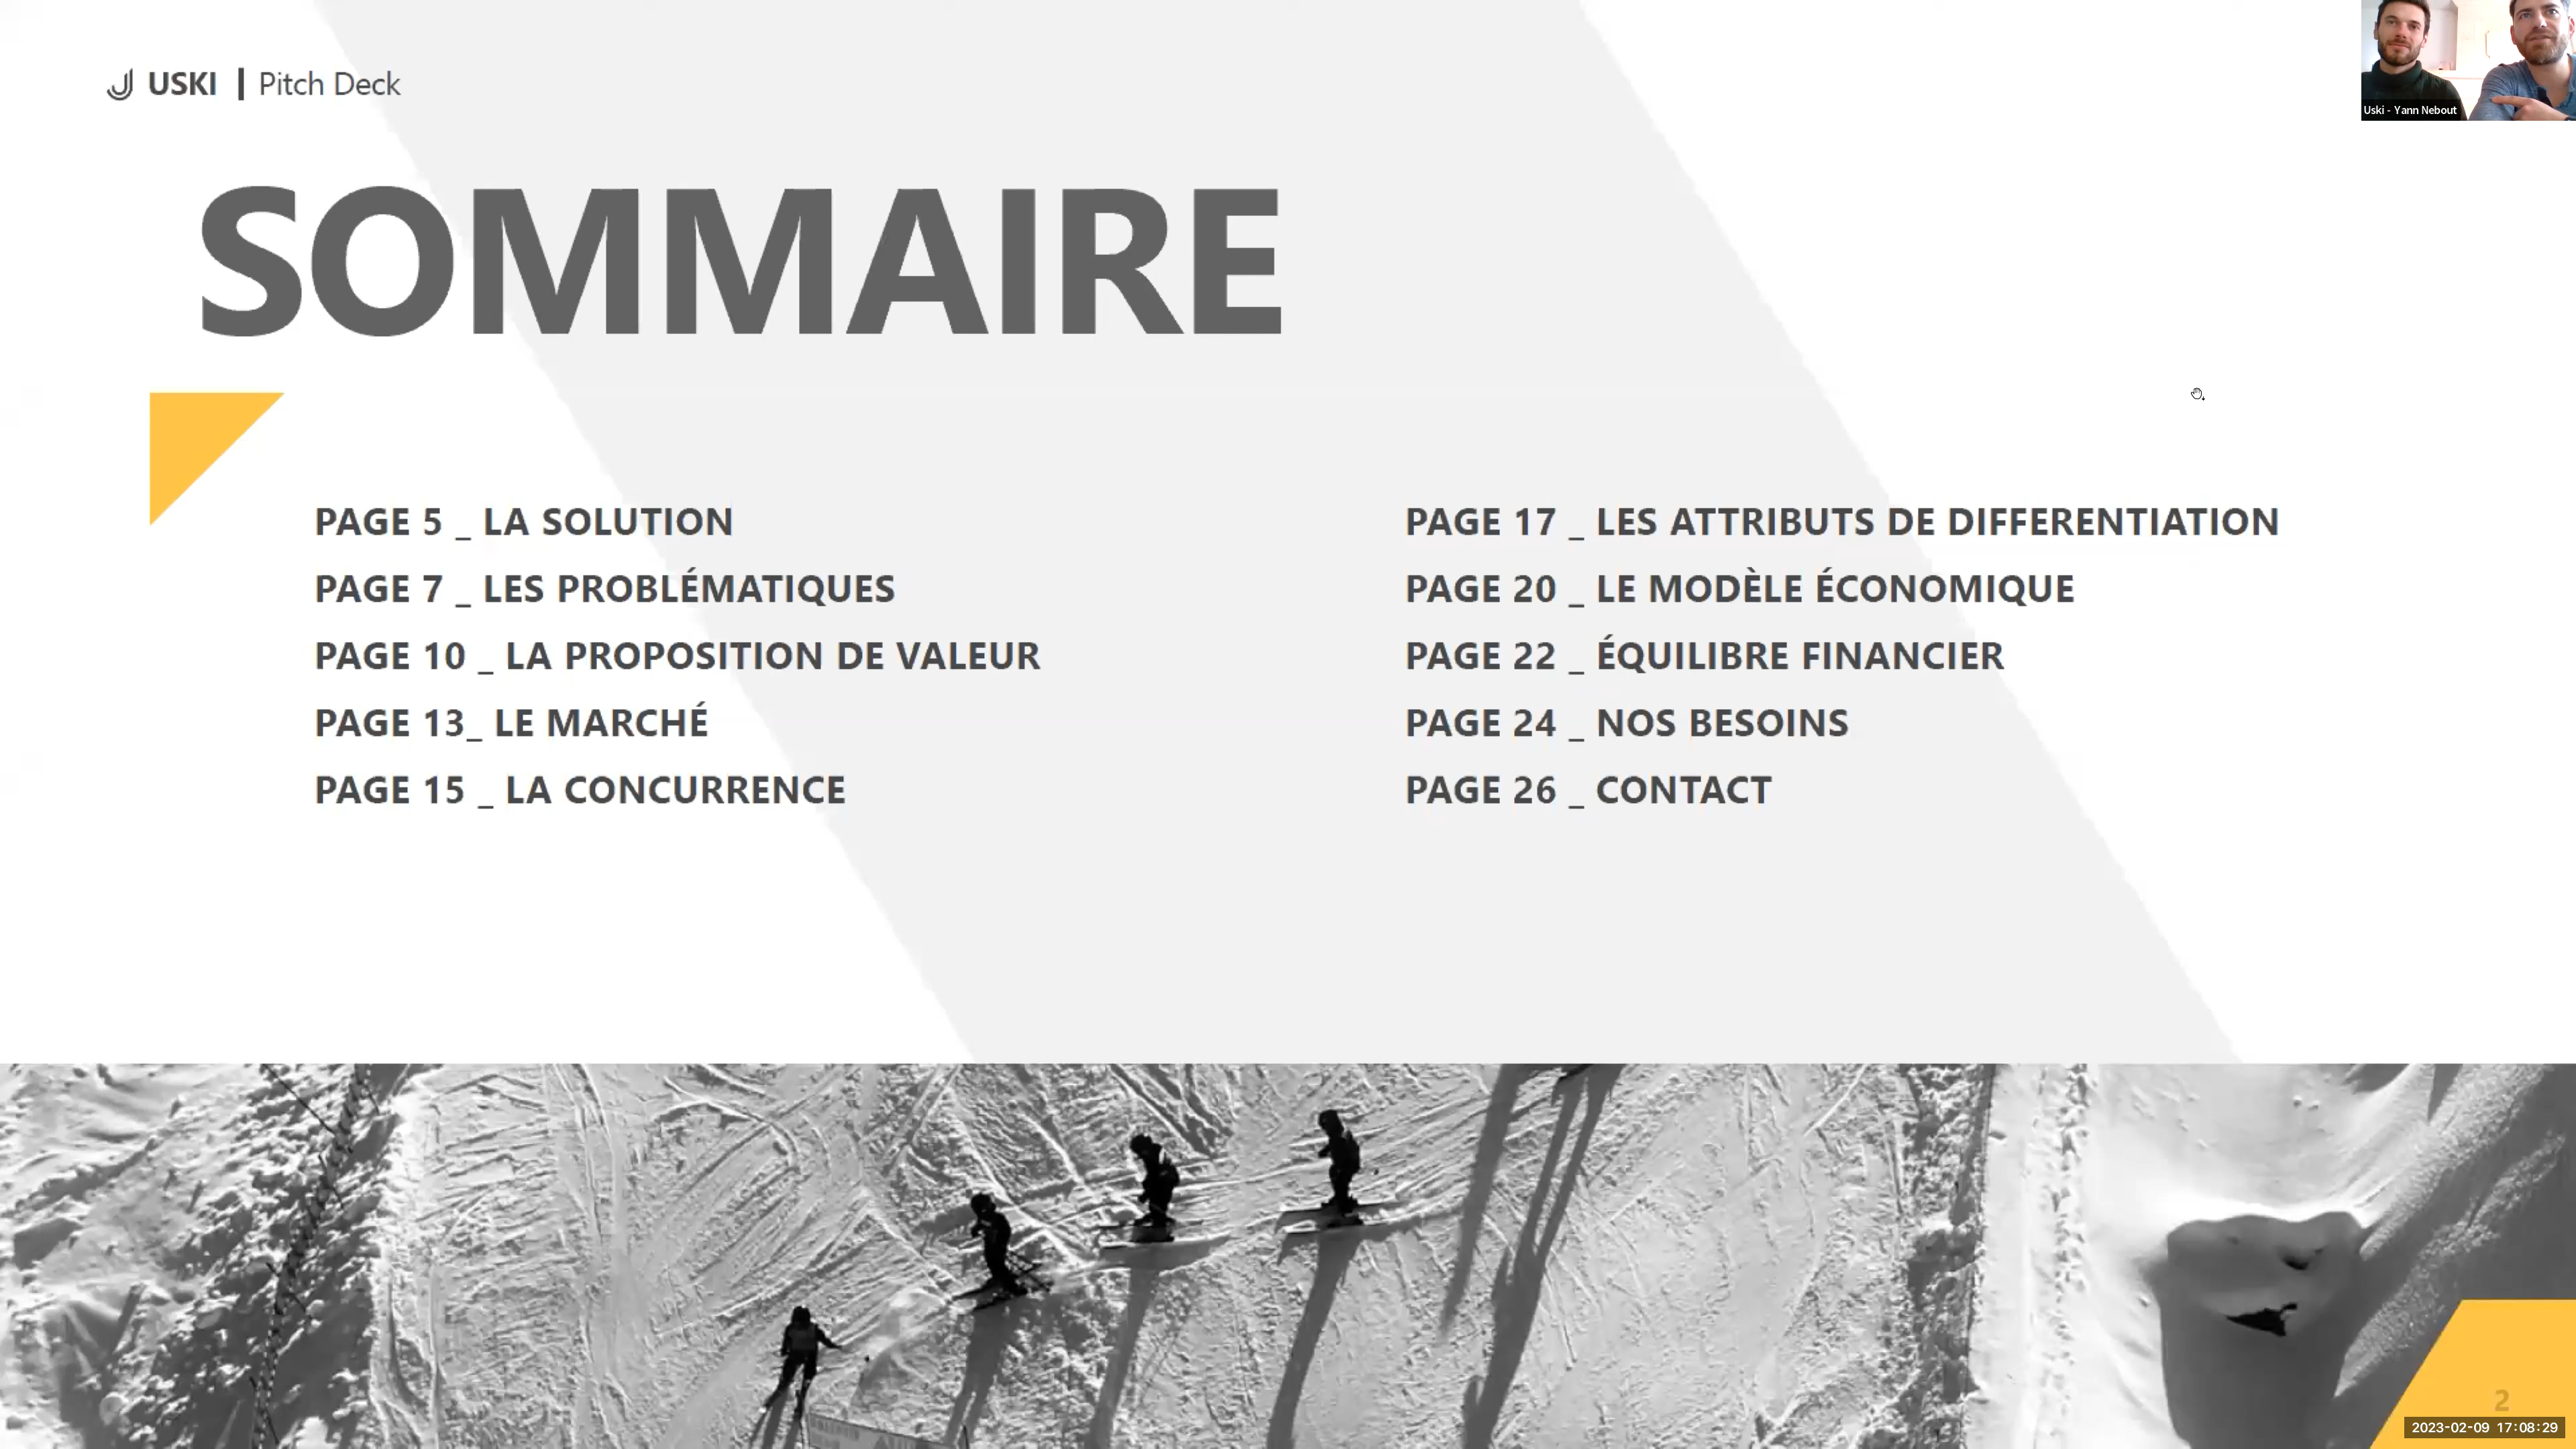 USKI | Pitch Deck
Uski - Yann Nebout
SOMMAIRE
PAGE 5 _ LA SOLUTION
PAGE 7 _ LES PROBLÉMATIQUES
PAGE 10 _ LA PROPOSITION DE VALEUR
PAGE 13_ LE MARCHÉ
PAGE 15 _ LA CONCURRENCE
PAGE 17 _ LES ATTRIBUTS DE DIFFERENTIATION
PAGE 20 _ LE MODÈLE ÉCONOMIQUE
PAGE 22 _ ÉQUILIBRE FINANCIER
PAGE 24 _ NOS BESOINS
PAGE 26 _ CONTACT
2
2023-02-09 17:08:29